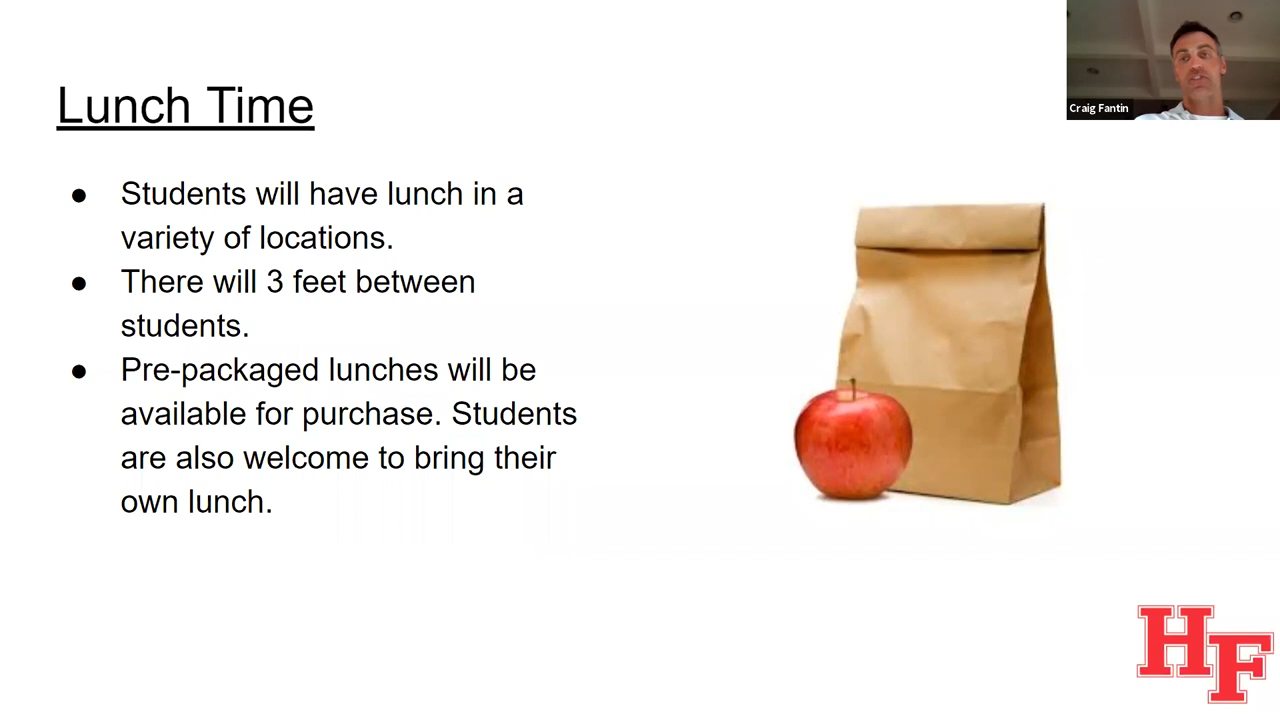 Lunch Time
Craig Fantin
● Students will have lunch in a
variety of locations.
● There will 3 feet between
students.
● Pre-packaged lunches will be
available for purchase. Students
are also welcome to bring their
own lunch.
HF